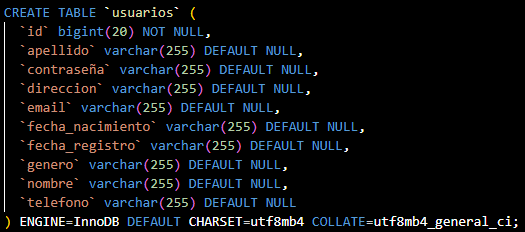 CREATE TABLE `usuarios` (
  `id` bigint(20) NOT NULL,
  `apellido` varchar(255) DEFAULT NULL,
  `contraseña` varchar(255) DEFAULT NULL,
  `direccion` varchar(255) DEFAULT NULL,
  `email` varchar(255) DEFAULT NULL,
  `fecha_nacimiento` varchar(255) DEFAULT NULL,
  `fecha_registro` varchar(255) DEFAULT NULL,
  `genero` varchar(255) DEFAULT NULL,
  `nombre` varchar(255) DEFAULT NULL,
  `telefono` varchar(255) DEFAULT NULL
) ENGINE=InnoDB DEFAULT CHARSET=utf8mb4 COLLATE=utf8mb4_general_ci;